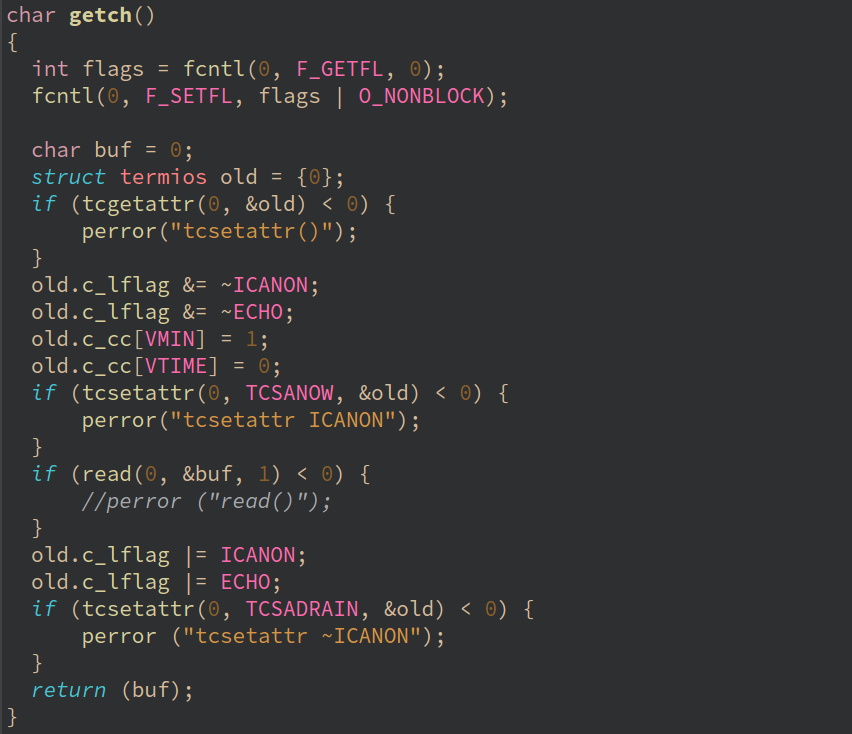 char getch()
{
  int flags = fcntl(0, F_GETFL, 0);
  fcntl(0, F_SETFL, flags | O_NONBLOCK);

  char buf = 0;
  struct termios old = {0};
  if (tcgetattr(0, &old) < 0) {
      perror("tcsetattr()");
  }
  old.c_lflag &= ~ICANON;
  old.c_lflag &= ~ECHO;
  old.c_cc[VMIN] = 1;
  old.c_cc[VTIME] = 0;
  if (tcsetattr(0, TCSANOW, &old) < 0) {
      perror("tcsetattr ICANON");
  }
  if (read(0, &buf, 1) < 0) {
      //perror ("read()");
  }
  old.c_lflag |= ICANON;
  old.c_lflag |= ECHO;
  if (tcsetattr(0, TCSADRAIN, &old) < 0) {
      perror ("tcsetattr ~ICANON");
  }
  return (buf);
}